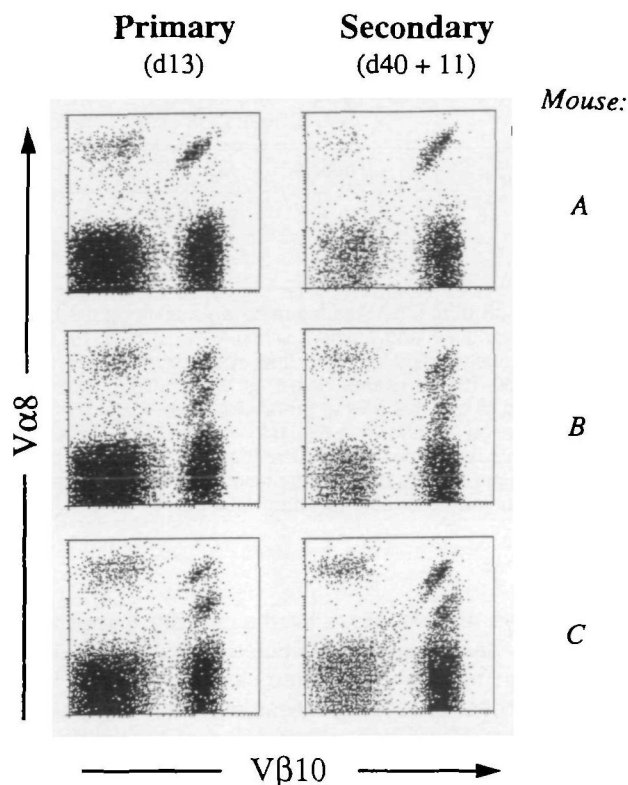 Primary
(d13)
Secondary
(d40 + 11)
Mouse:
A
B
C
Vα8
Vβ10